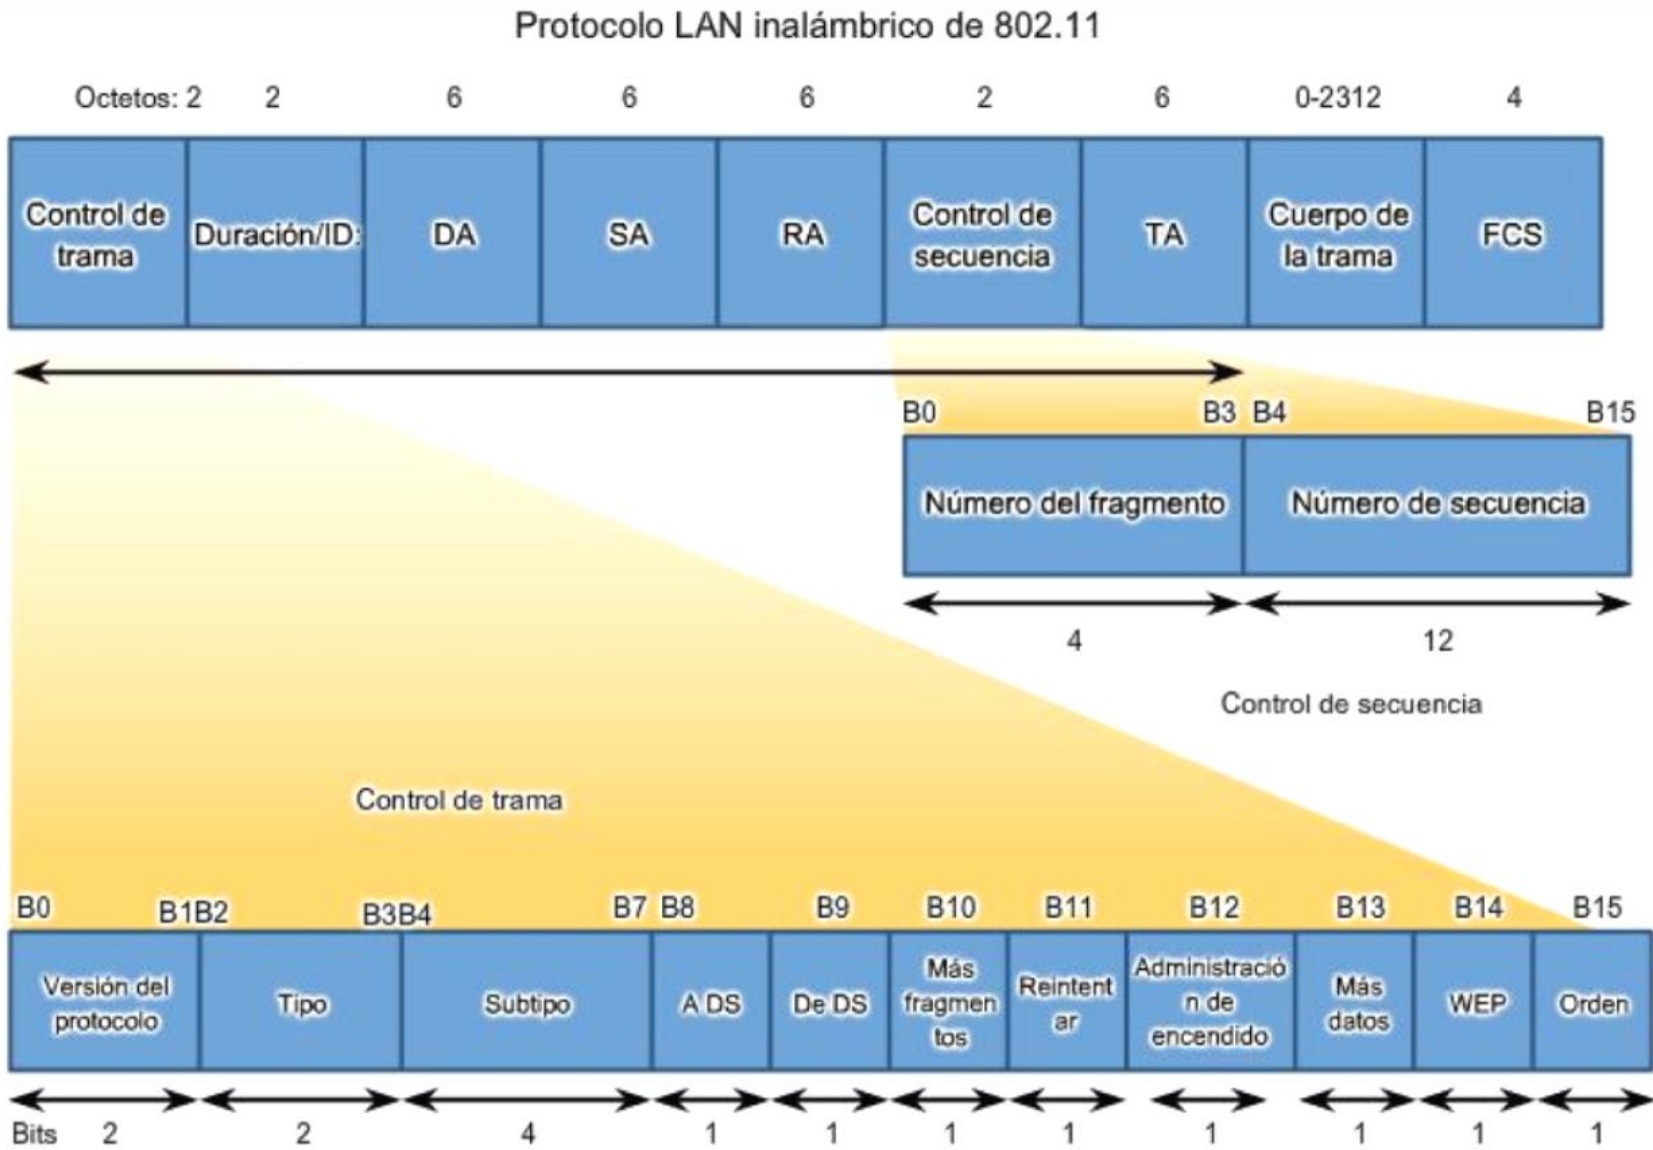 Protocolo LAN inalámbrico de 802.11
Octetos: 2 2 6 6 6 2 6 0-2312 4
Control de trama
Duración/ID:
DA
SA
RA
Control de secuencia
TA
Cuerpo de la trama
FCS
B0 B3 B4 B15
Número del fragmento
Número de secuencia
4 12
Control de secuencia
Control de trama
B0 B1B2 B3B4 B7 B8 B9 B10 B11 B12 B13 B14 B15
Versión del protocolo
Tipo
Subtipo
A DS
De DS
Más fragmen tos
Reintent ar
Administració n de encendido
Más datos
WEP
Orden
Bits 2 2 4 1 1 1 1 1 1 1 1